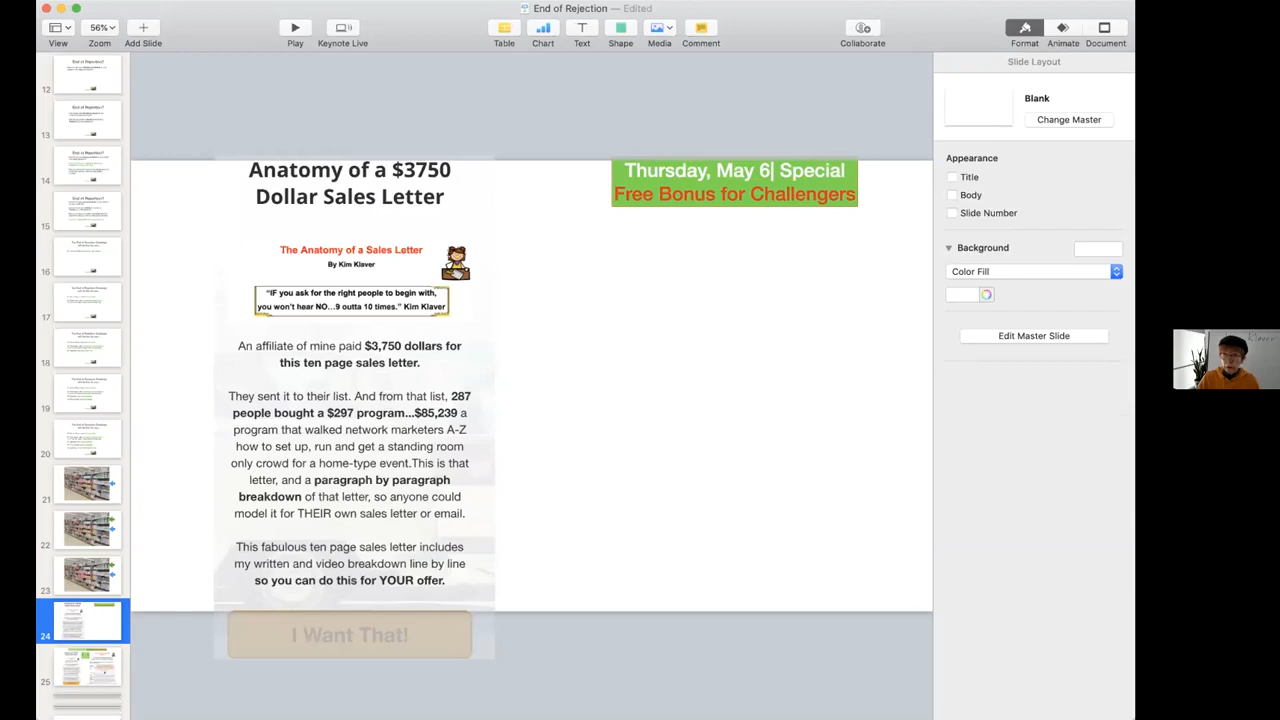 End of Rejection — Edited
56%
View
Zoom
Add Slide
Play
Keynote Live
Table
Chart
Text
Shape
Media
Comment
Collaborate
Format
Animate
Document
12
13
14
15
16
17
18
19
20
21
22
23
24
25
Anatomy of a $3750
Dollar Sales Letter
The Anatomy of a Sales Letter
By Kim Klaver
“IF you ask for the right people to begin with,
you won’t hear NO...9 outta 10 times.” Kim Klaver
An affiliate of mine paid $3,750 dollars for
this ten page sales letter.
They sent it to their list. And from that list, 287
people bought a $297 program...$85,239 a
program that walked network marketers A-Z
how to set up, run and get a standing room
only crowd for a home-type event.This is that
letter, and a paragraph by paragraph
breakdown of that letter, so anyone could
model it for THEIR own sales letter or email.
This fabulous ten page sales letter includes
my written and video breakdown line by line
so you can do this for YOUR offer.
I Want That!
Thursday, May 6| Special
Free Bonus for Challengers
Slide Layout
Blank
Change Master
Appearance
Title
Body
Slide Number
Background
Color Fill
Edit Master Slide
Klaver